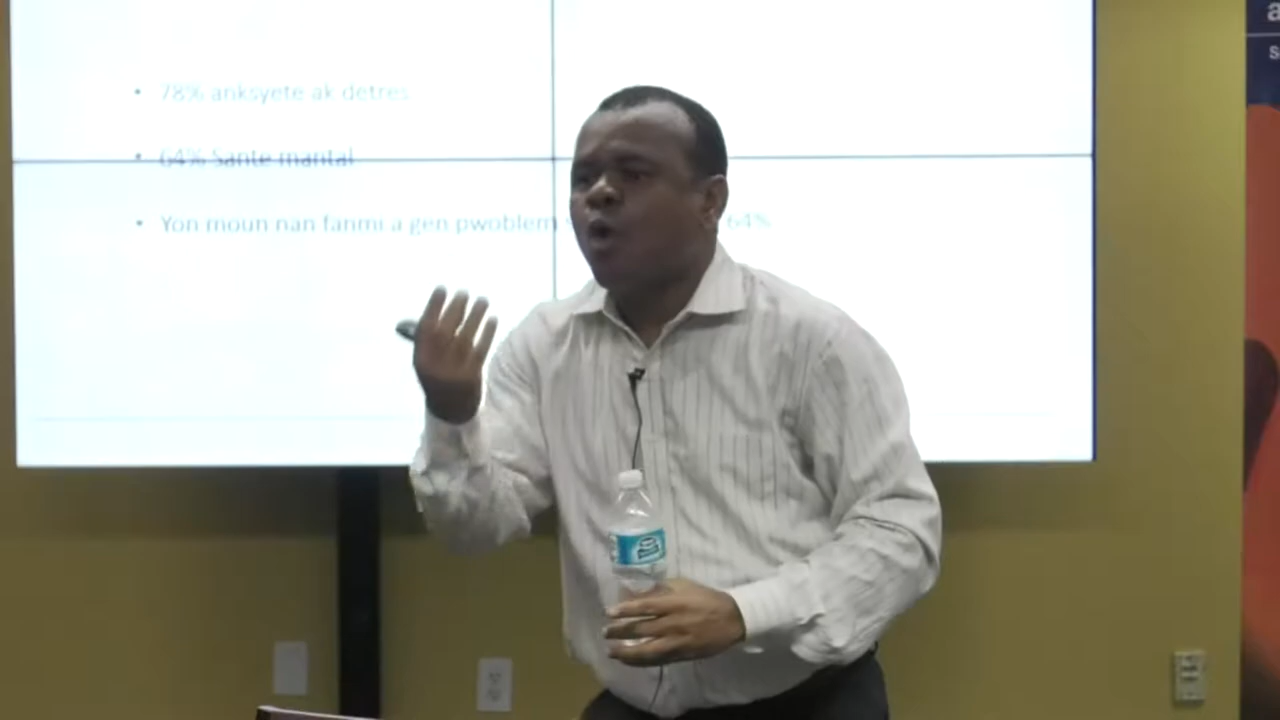 • 78% anksyete ak detres
• 64% Sante mantal
• Yon moun nan fanmi a gen pwoblem 64%